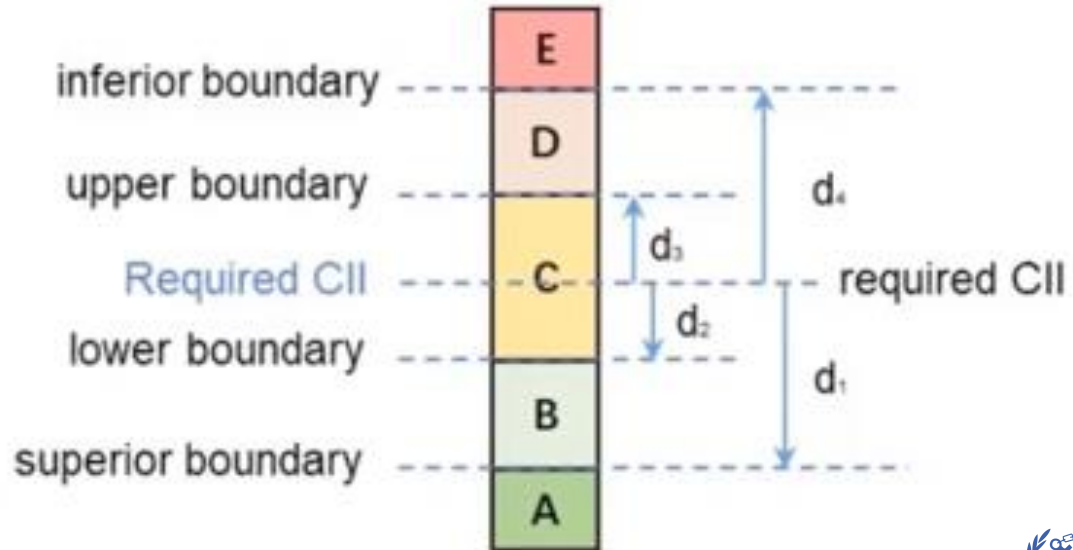 E
inferior boundary
D
upper boundary
d₄
d₃
Required CII
C
required CII
d₂
lower boundary
d₁
B
superior boundary
A